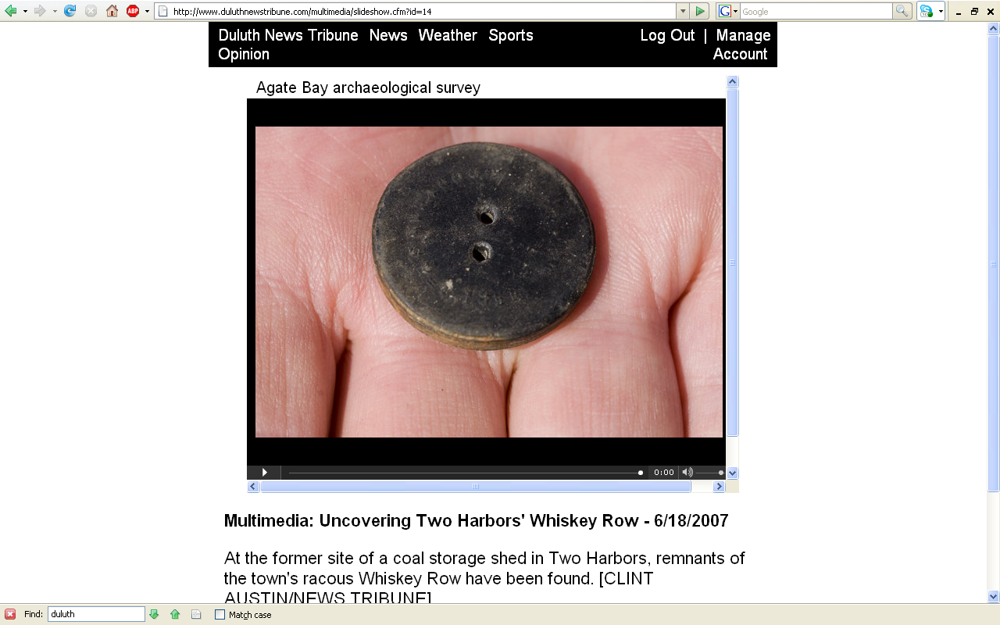 http://www.duluthnewstribune.com/multimedia/slideshow.cfm?id=14
Google
Duluth News Tribune News Weather Sports
Opinion
Log Out | Manage
Account
Agate Bay archaeological survey
0:00
Multimedia: Uncovering Two Harbors' Whiskey Row - 6/18/2007
At the former site of a coal storage shed in Two Harbors, remnants of
the town's racous Whiskey Row have been found. [CLINT
AUSTIN/NEWS TRIBUNE]
Find: duluth Match case